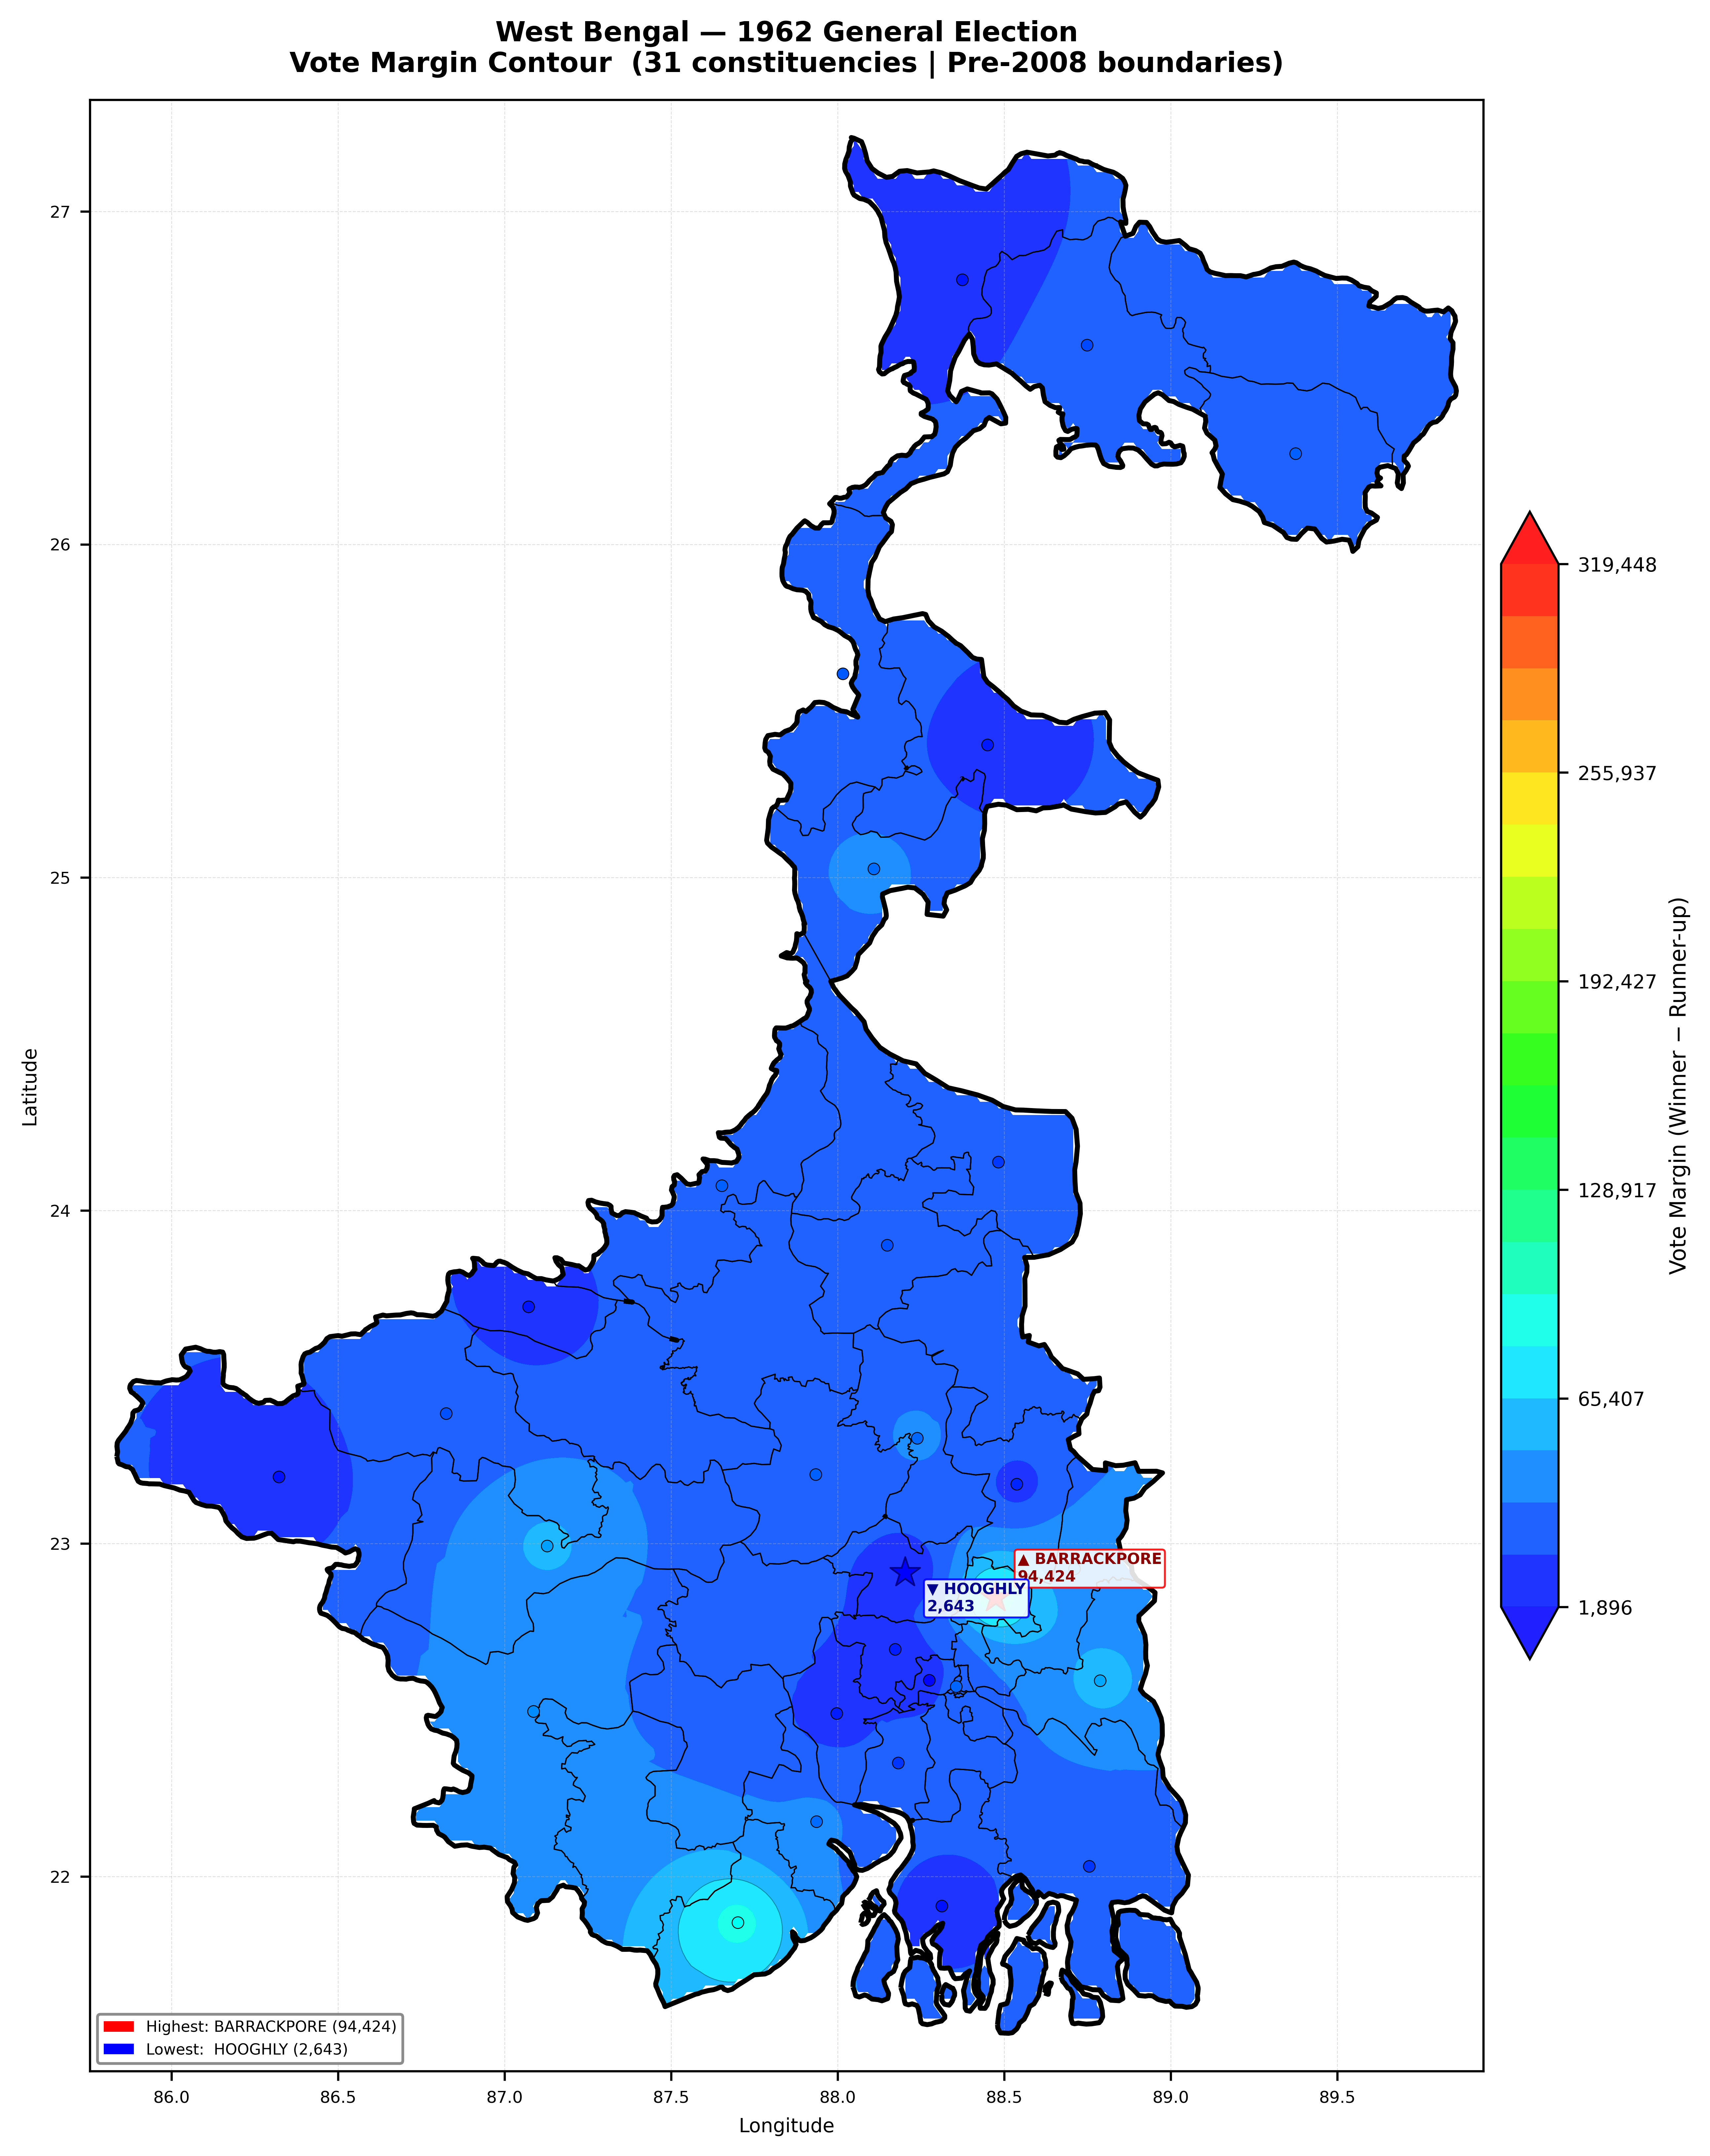 West Bengal — 1962 General Election
Vote Margin Contour  (31 constituencies | Pre-2008 boundaries)
27
26
25
24
23
22
Latitude
86.0
86.5
87.0
87.5
88.0
88.5
89.0
89.5
Longitude
▲ BARRACKPORE
94,424
▼ HOOGHLY
2,643
Highest: BARRACKPORE (94,424)
Lowest:  HOOGHLY (2,643)
319,448
255,937
192,427
128,917
65,407
1,896
Vote Margin (Winner − Runner-up)